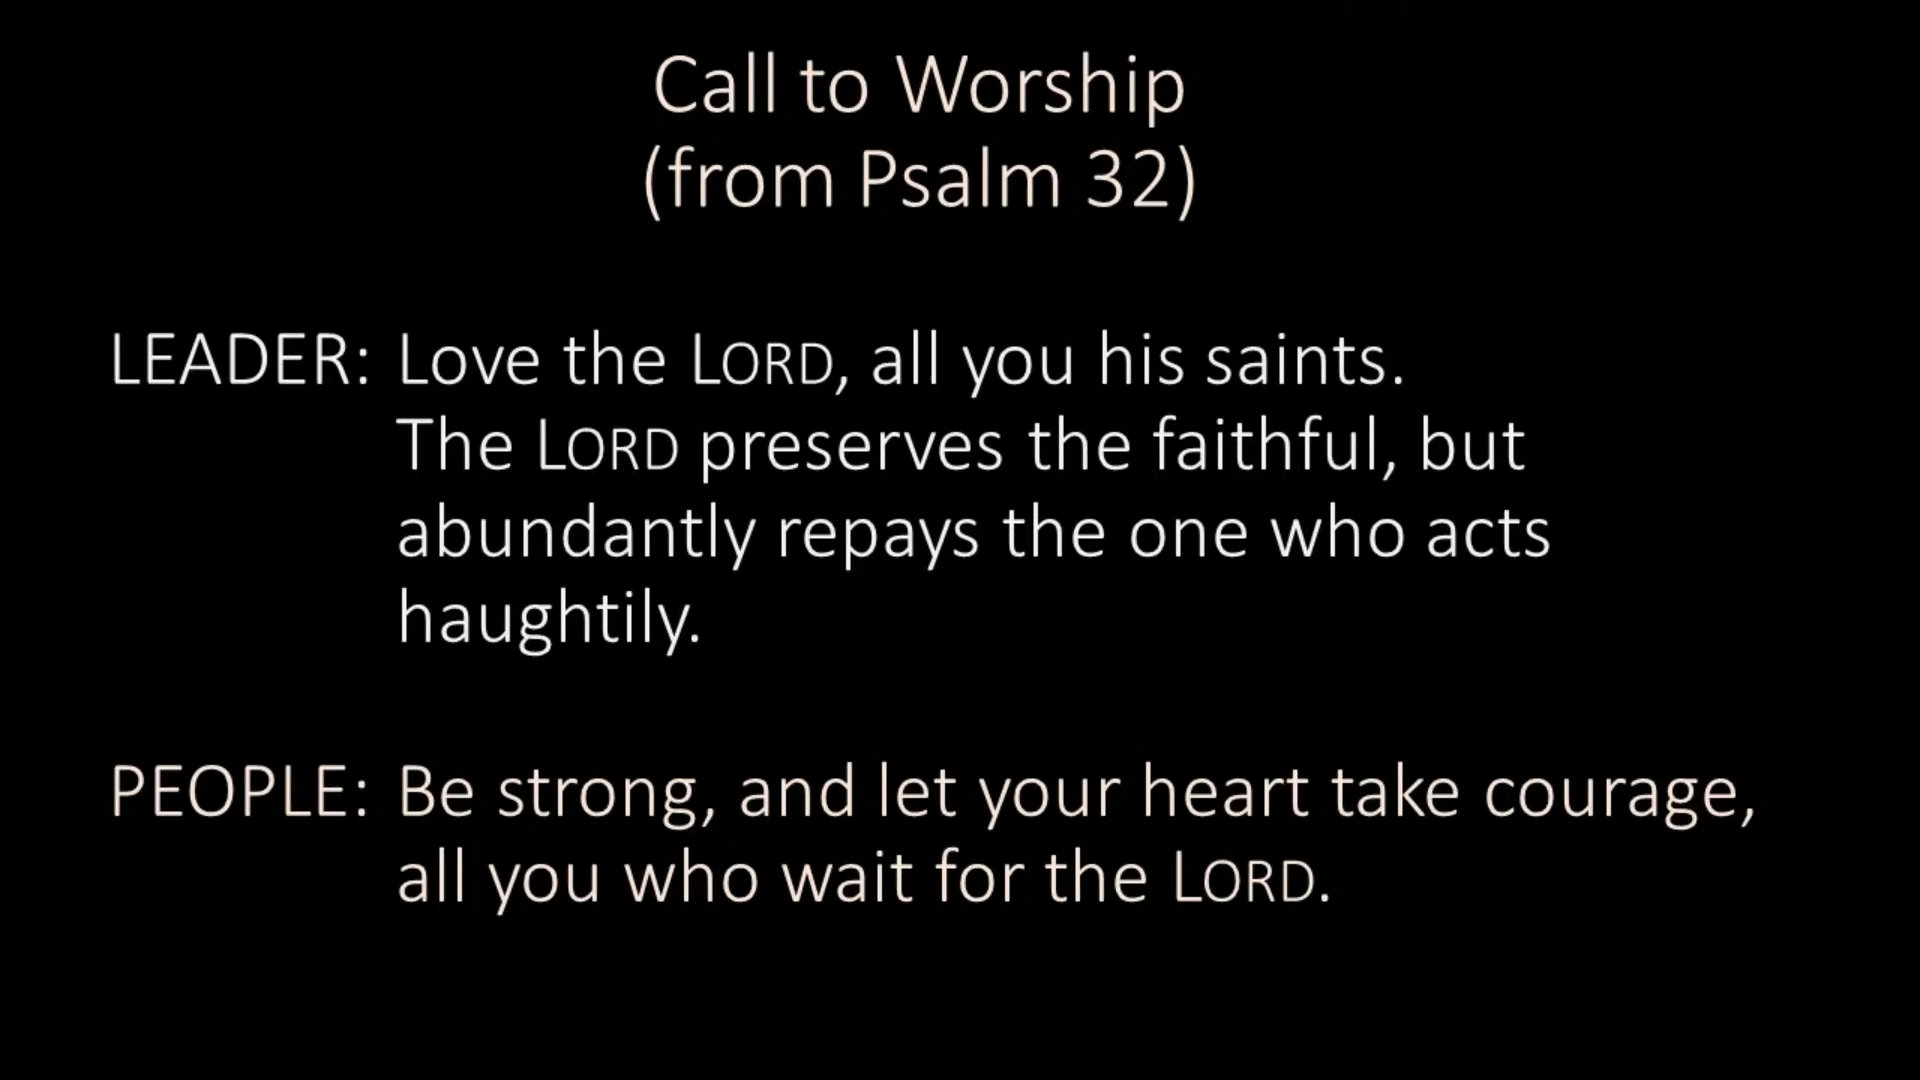 Call to Worship
(from Psalm 32)
LEADER: Love the LORD, all you his saints.
The LORD preserves the faithful, but
abundantly repays the one who acts
haughtily.
PEOPLE: Be strong, and let your heart take courage,
all you who wait for the LORD.